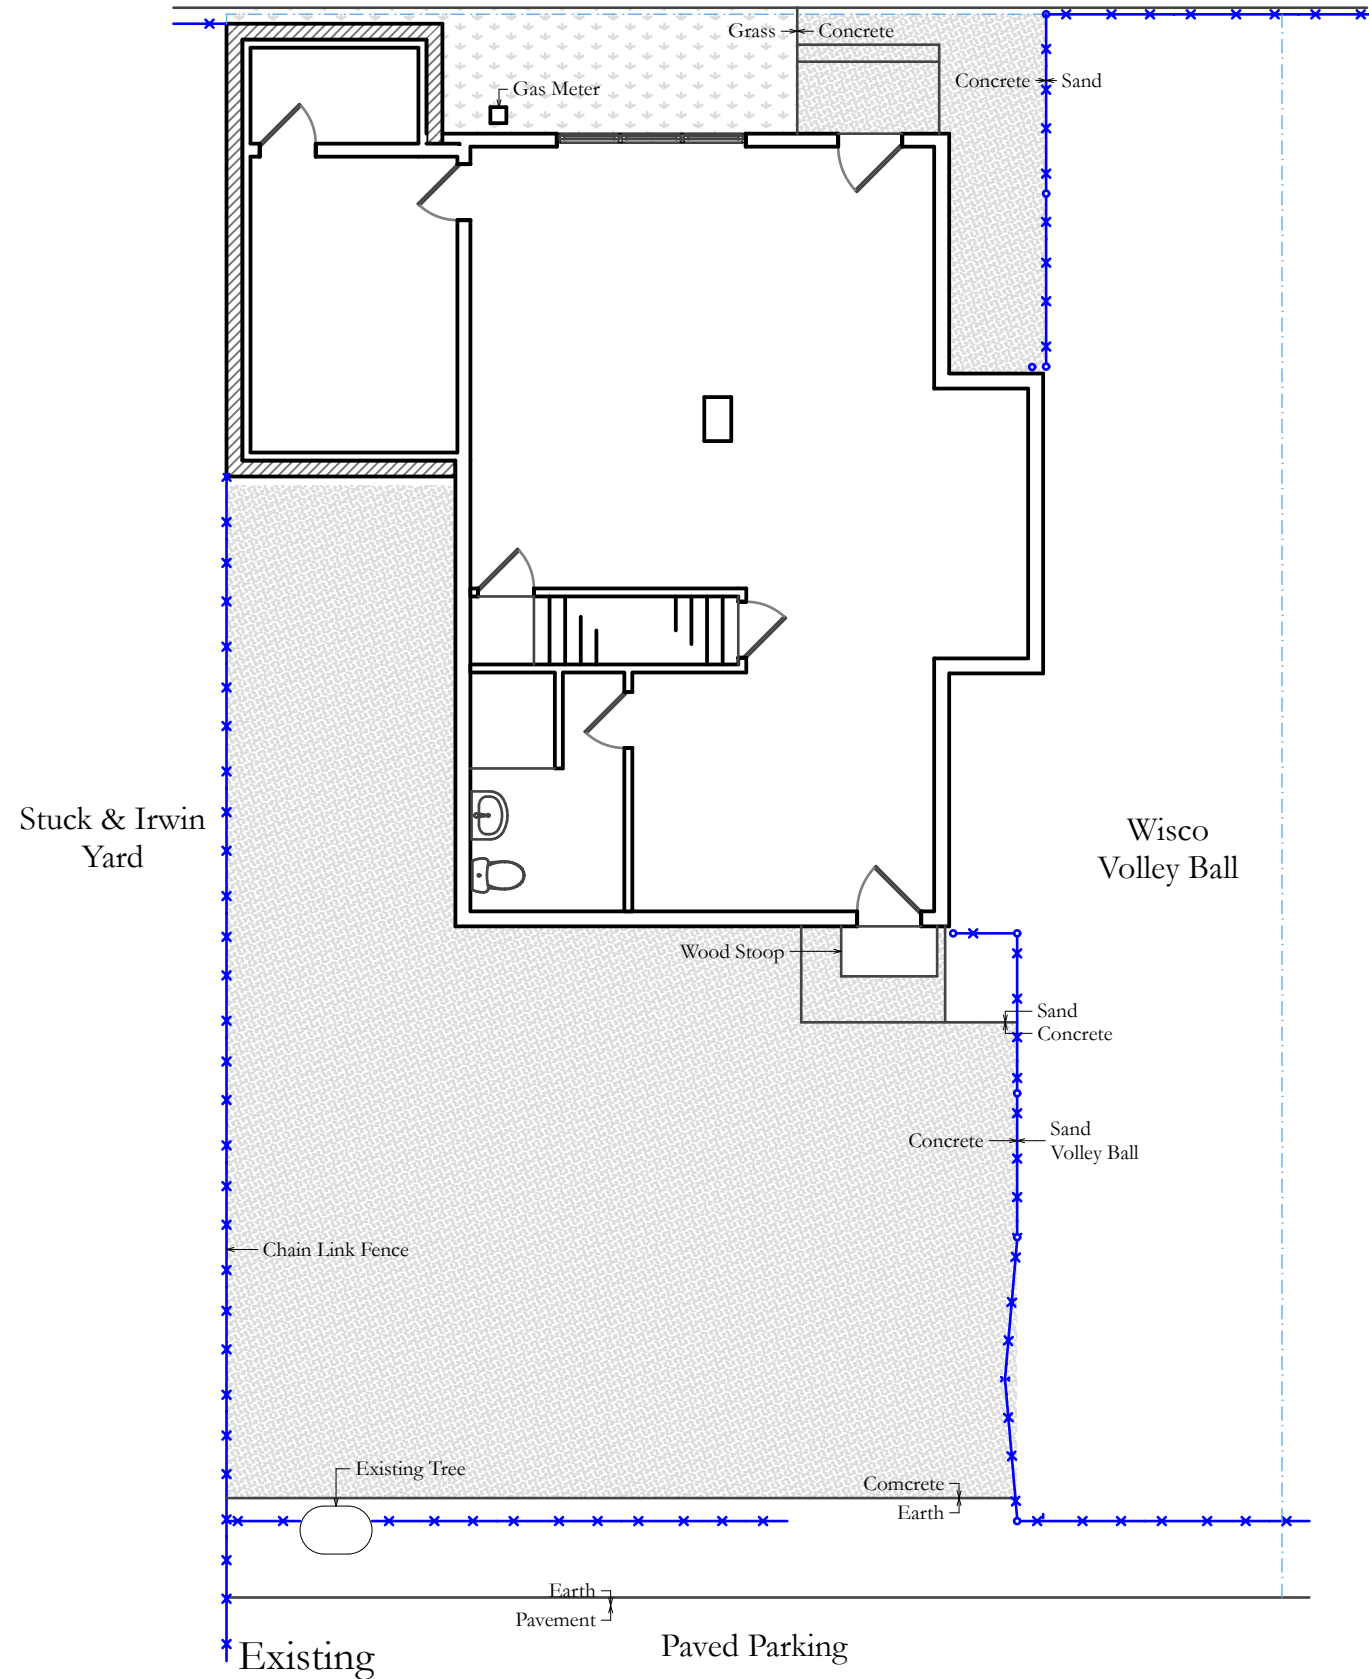 Grass
Concrete
Concrete
Sand
Gas Meter
Stuck & Irwin
Yard
Wisco
Volley Ball
Wood Stoop
Sand
Concrete
Concrete
Sand
Volley Ball
Chain Link Fence
Existing Tree
Comcrete
Earth
Earth
Pavement
Existing
Paved Parking